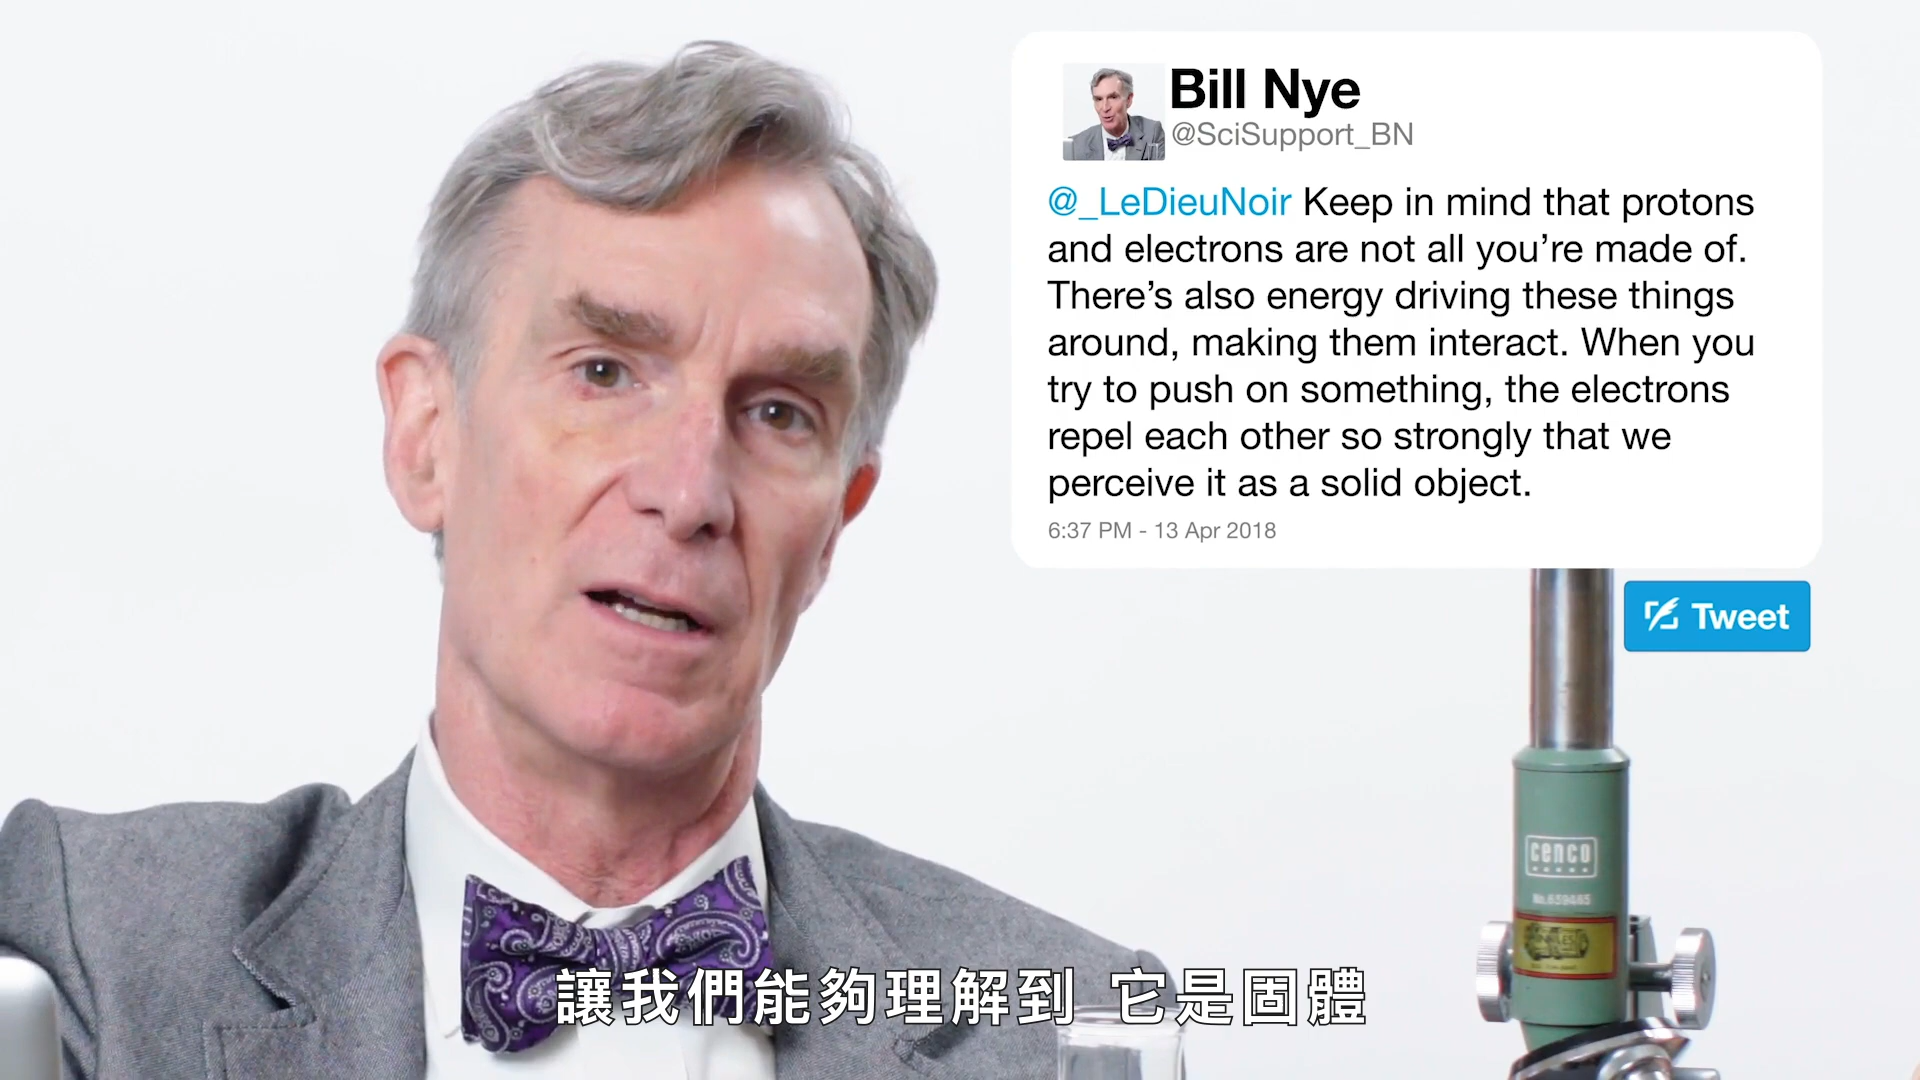 Bill Nye
@SciSupport_BN
@_LeDieuNoir Keep in mind that protons
and electrons are not all you’re made of.
There’s also energy driving these things
around, making them interact. When you
try to push on something, the electrons
repel each other so strongly that we
perceive it as a solid object.
6:37 PM - 13 Apr 2018
Tweet
cenco
No.659465
讓我們能夠理解到 它是固體